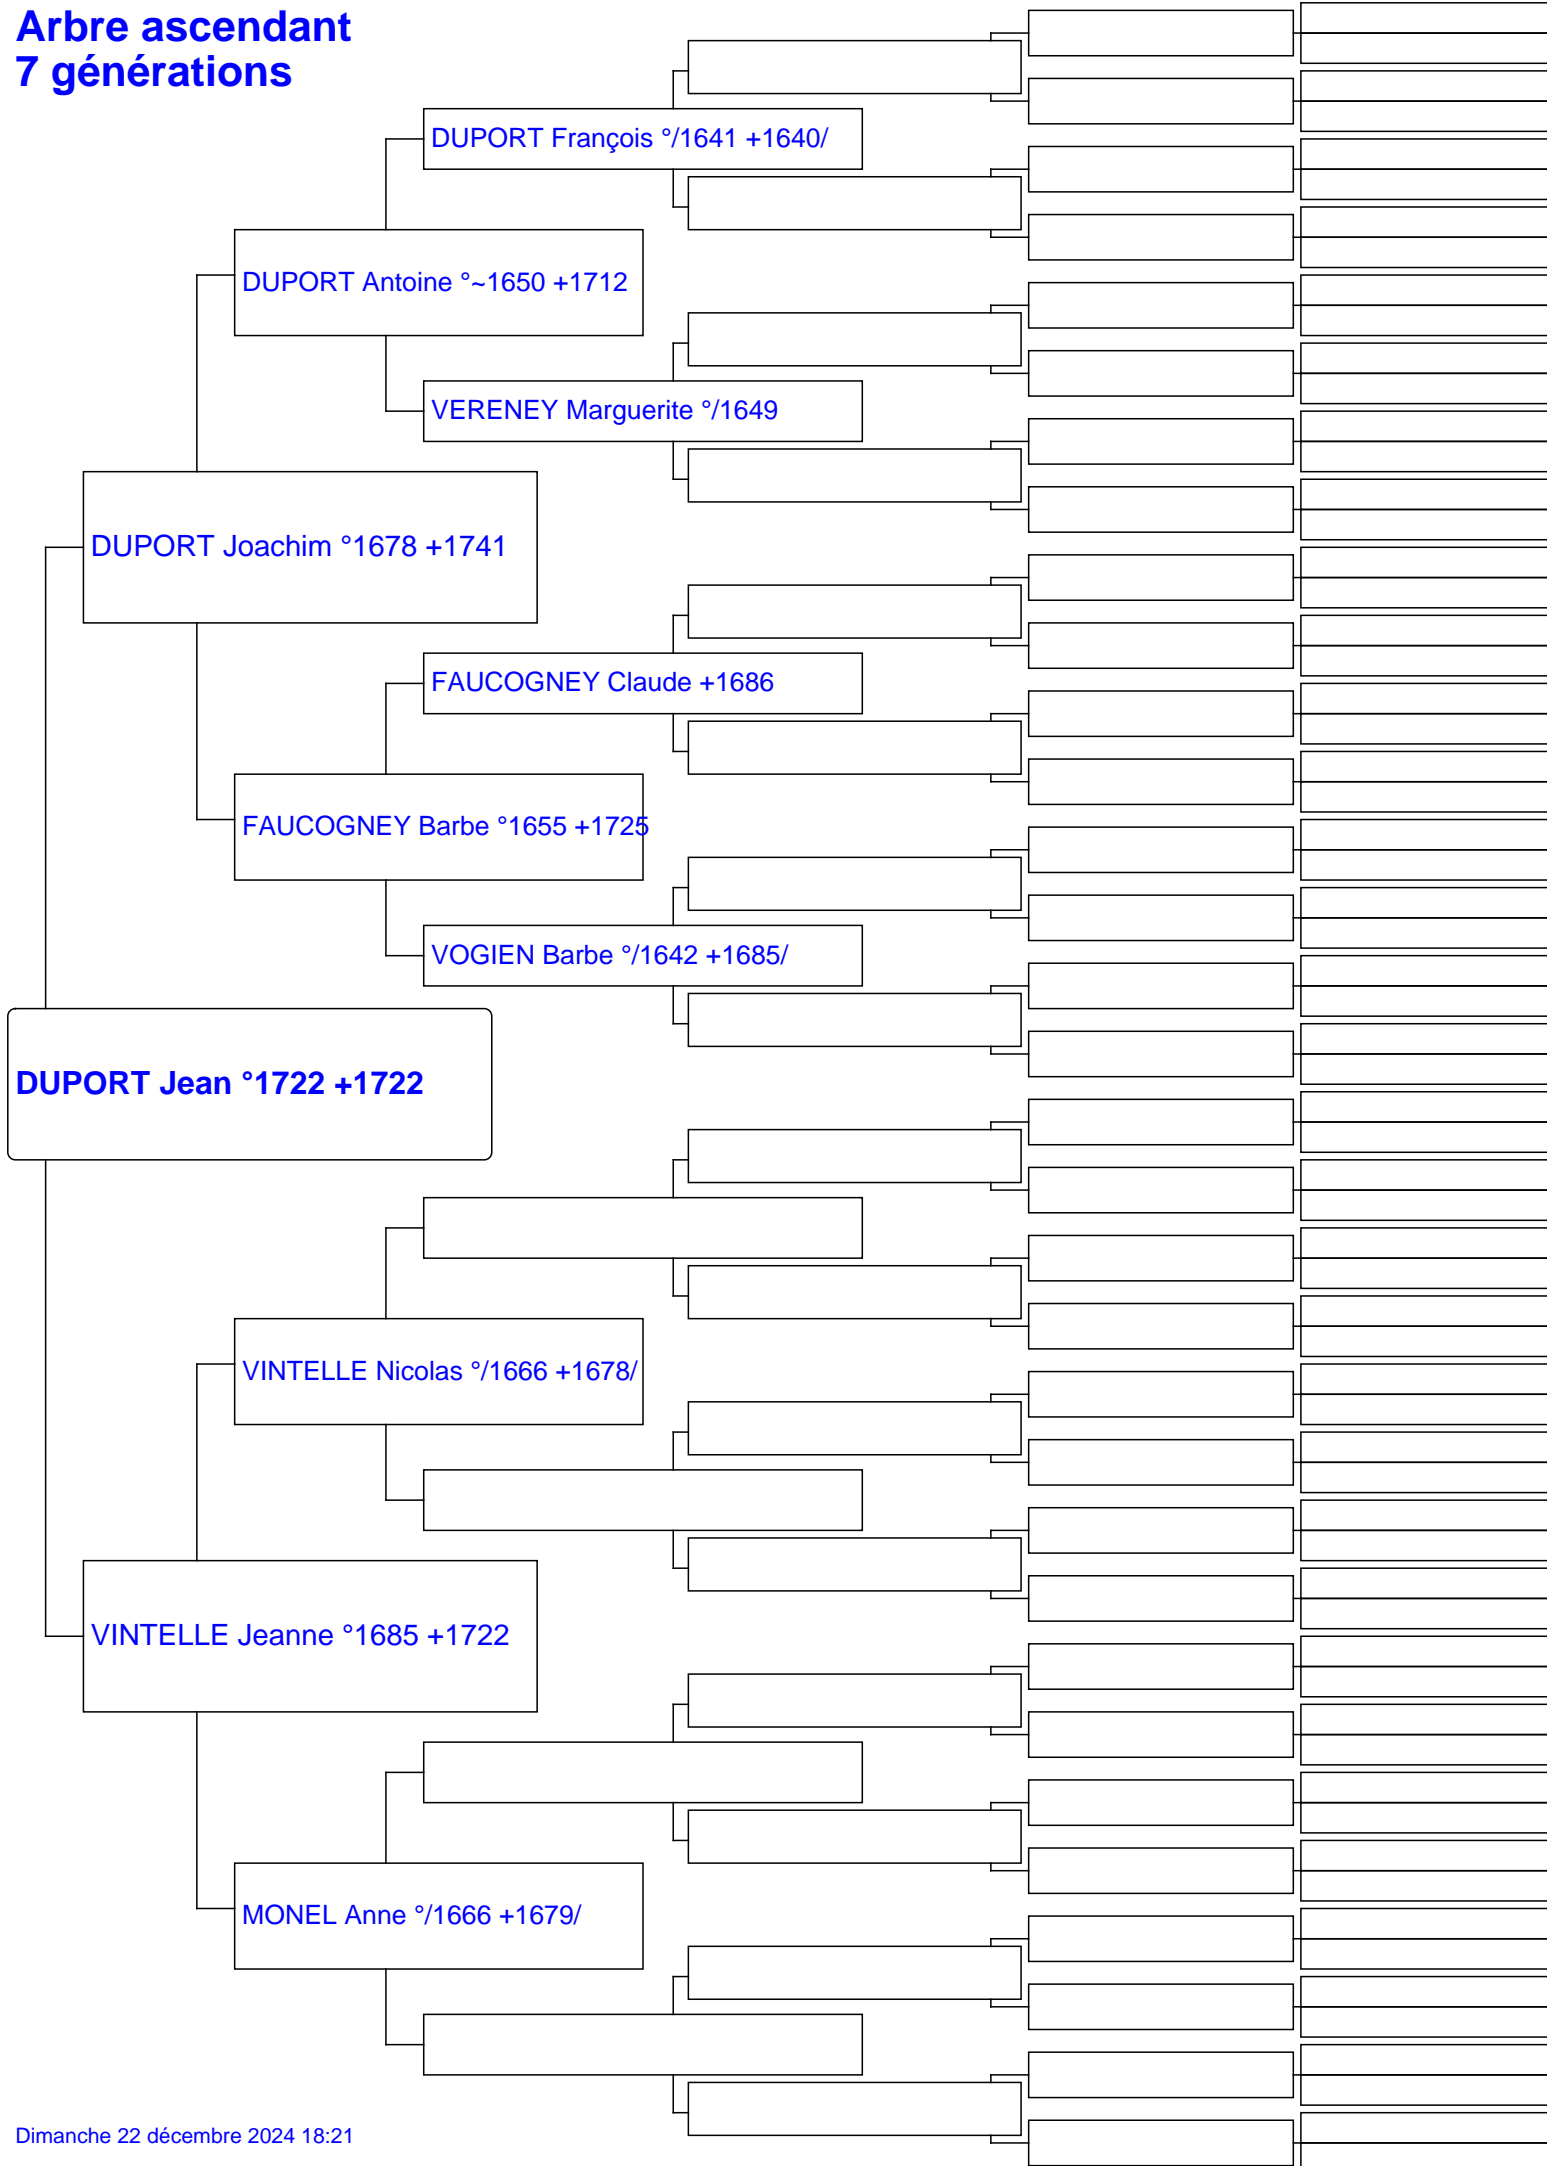 Arbre ascendant
7 générations
DUPORT François °/1641 +1640/
DUPORT Antoine °~1650 +1712
VERENEY Marguerite °/1649
DUPORT Joachim °1678 +1741
FAUCOGNEY Claude +1686
FAUCOGNEY Barbe °1655 +1725
VOGIEN Barbe °/1642 +1685/
DUPORT Jean °1722 +1722
VINTELLE Nicolas °/1666 +1678/
VINTELLE Jeanne °1685 +1722
MONEL Anne °/1666 +1679/
Dimanche 22 décembre 2024 18:21